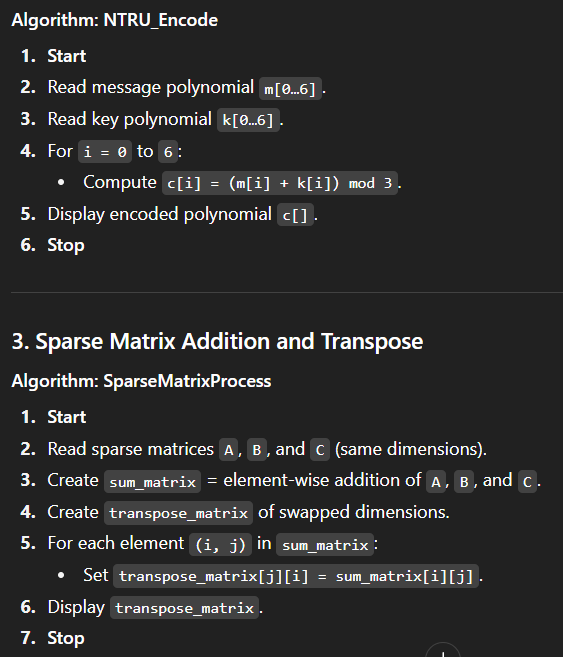 Algorithm: NTRU_Encode
1. Start
2. Read message polynomial m[0…6].
3. Read key polynomial k[0…6].
4. For i = 0 to 6:
• Compute c[i] = (m[i] + k[i]) mod 3.
5. Display encoded polynomial c[].
6. Stop
3. Sparse Matrix Addition and Transpose
Algorithm: SparseMatrixProcess
1. Start
2. Read sparse matrices A, B, and C (same dimensions).
3. Create sum_matrix = element-wise addition of A, B, and C.
4. Create transpose_matrix of swapped dimensions.
5. For each element (i, j) in sum_matrix:
• Set transpose_matrix[j][i] = sum_matrix[i][j].
6. Display transpose_matrix.
7. Stop